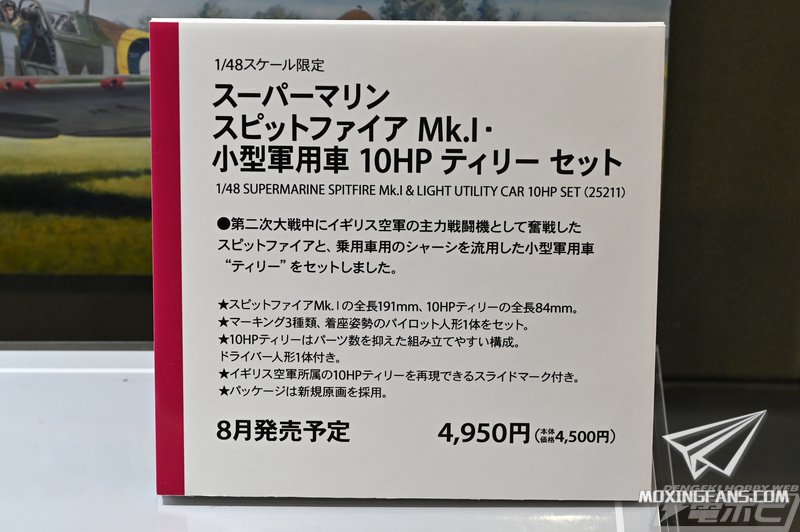 1/48スケール限定
スーパーマリン
スピットファイア Mk.I・
小型軍用車 10HP ティリー セット
1/48 SUPERMARINE SPITFIRE Mk.I & LIGHT UTILITY CAR 10HP SET (25211)
●第二次大戦中にイギリス空軍の主力戦闘機として奮戦した
スピットファイアと、乗用車用のシャーシを流用した小型軍用車
“ティリー”をセットしました。
★スピットファイアMk.Iの全長191mm、10HPティリーの全長84mm。
★マーキング3種類、着座姿勢のパイロット人形1体をセット。
★10HPティリーはパーツ数を抑えた組み立てやすい構成。
ドライバー人形1体付き。
★イギリス空軍所属の10HPティリーを再現できるスライドマーク付き。
★パッケージは新規原画を採用。
8月発売予定 4,950円(本体価格4,500円)
DENGEKI HOBBY WEB
MOXINGFANS.COM
電ホビ